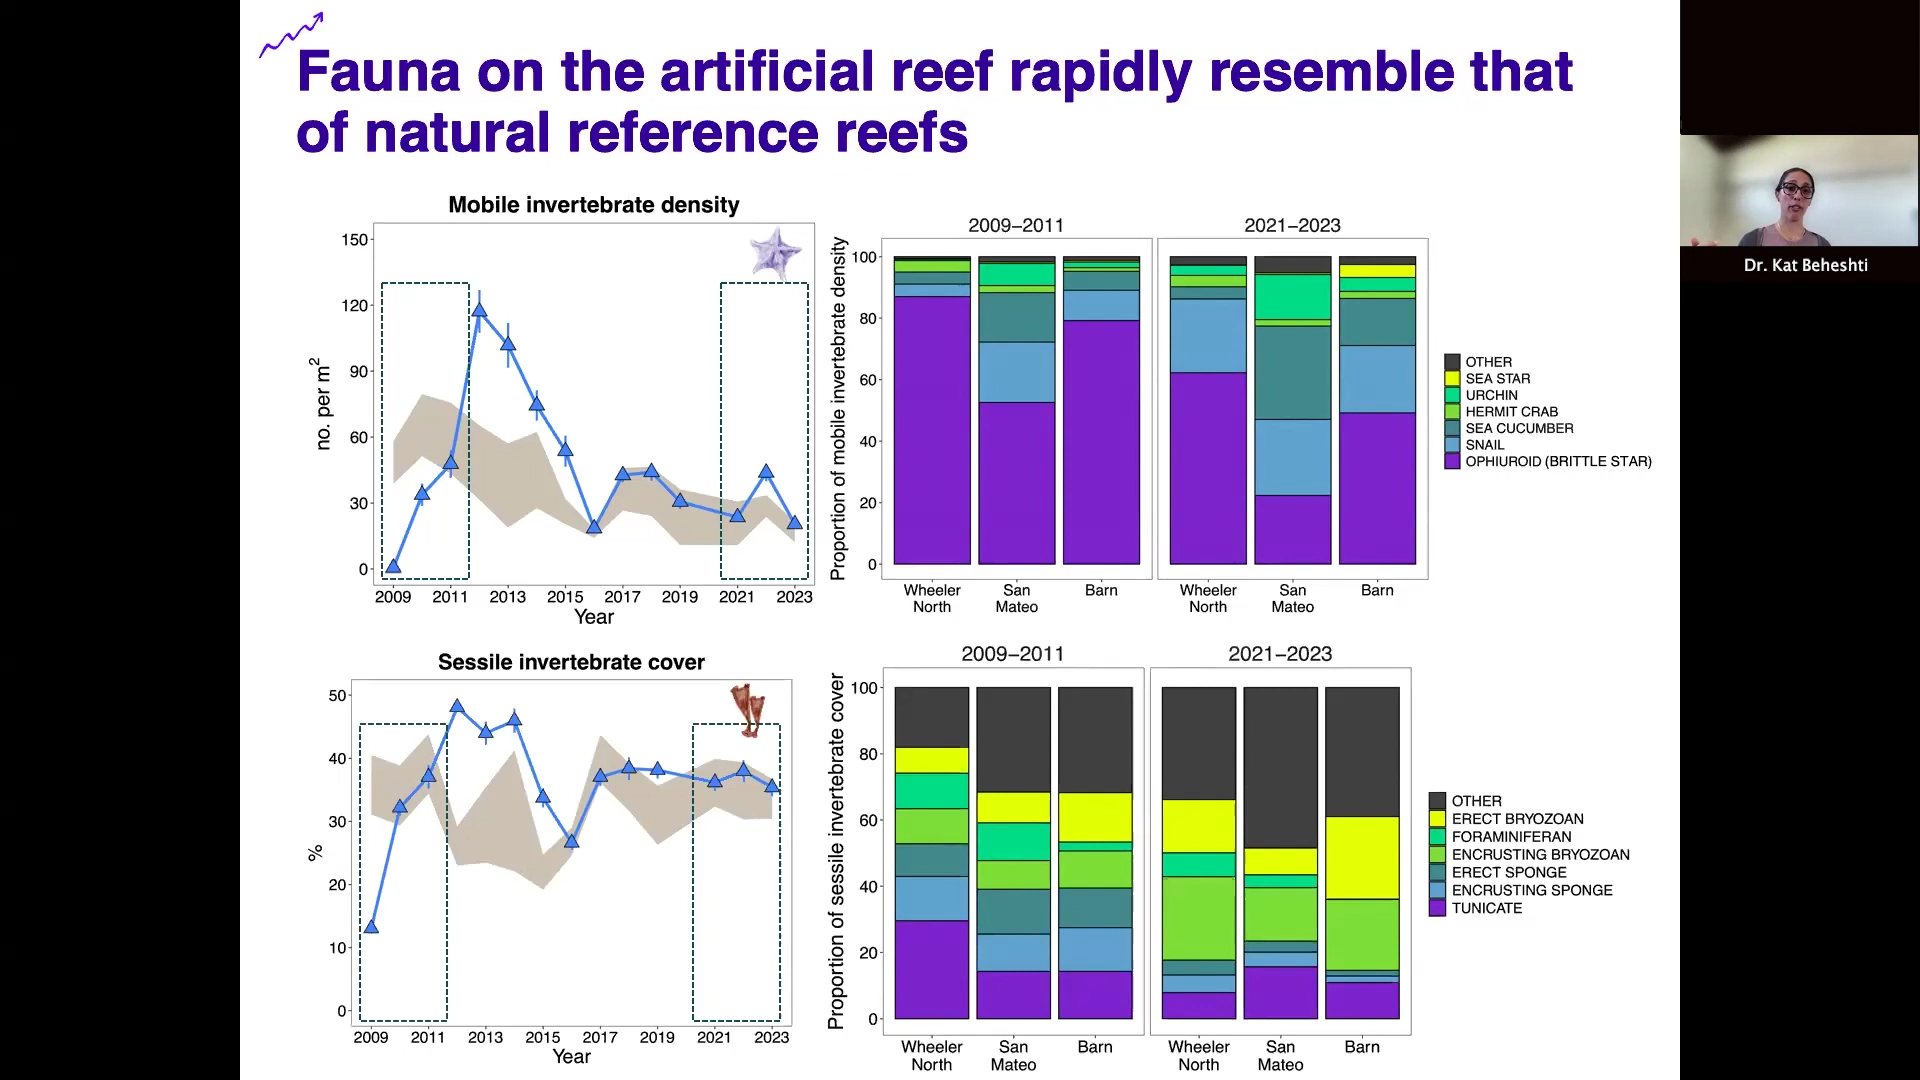 Fauna on the artificial reef rapidly resemble that
of natural reference reefs
Dr. Kat Beheshti
Mobile invertebrate density
150
120
90
60
30
0
no. per m²
2009 2011 2013 2015 2017 2019 2021 2023
Year
2009–2011
2021–2023
Proportion of mobile invertebrate density
100
80
60
40
20
0
Wheeler North
San Mateo
Barn
Wheeler North
San Mateo
Barn
OTHER
SEA STAR
URCHIN
HERMIT CRAB
SEA CUCUMBER
SNAIL
OPHIUROID (BRITTLE STAR)
Sessile invertebrate cover
50
40
30
20
10
0
%
2009 2011 2013 2015 2017 2019 2021 2023
Year
2009–2011
2021–2023
Proportion of sessile invertebrate cover
100
80
60
40
20
0
Wheeler North
San Mateo
Barn
Wheeler North
San Mateo
Barn
OTHER
ERECT BRYOZOAN
FORAMINIFERAN
ENCRUSTING BRYOZOAN
ERECT SPONGE
ENCRUSTING SPONGE
TUNICATE